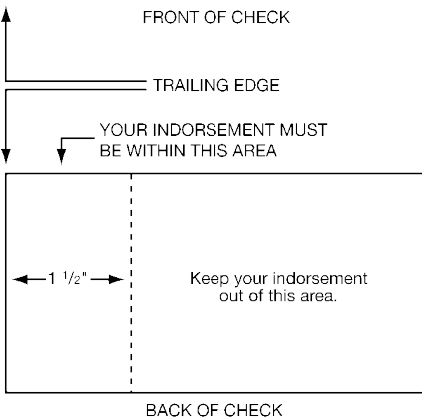 FRONT OF CHECK
TRAILING EDGE
YOUR INDORSEMENT MUST
BE WITHIN THIS AREA
1 1/2"
Keep your indorsement
out of this area.
BACK OF CHECK